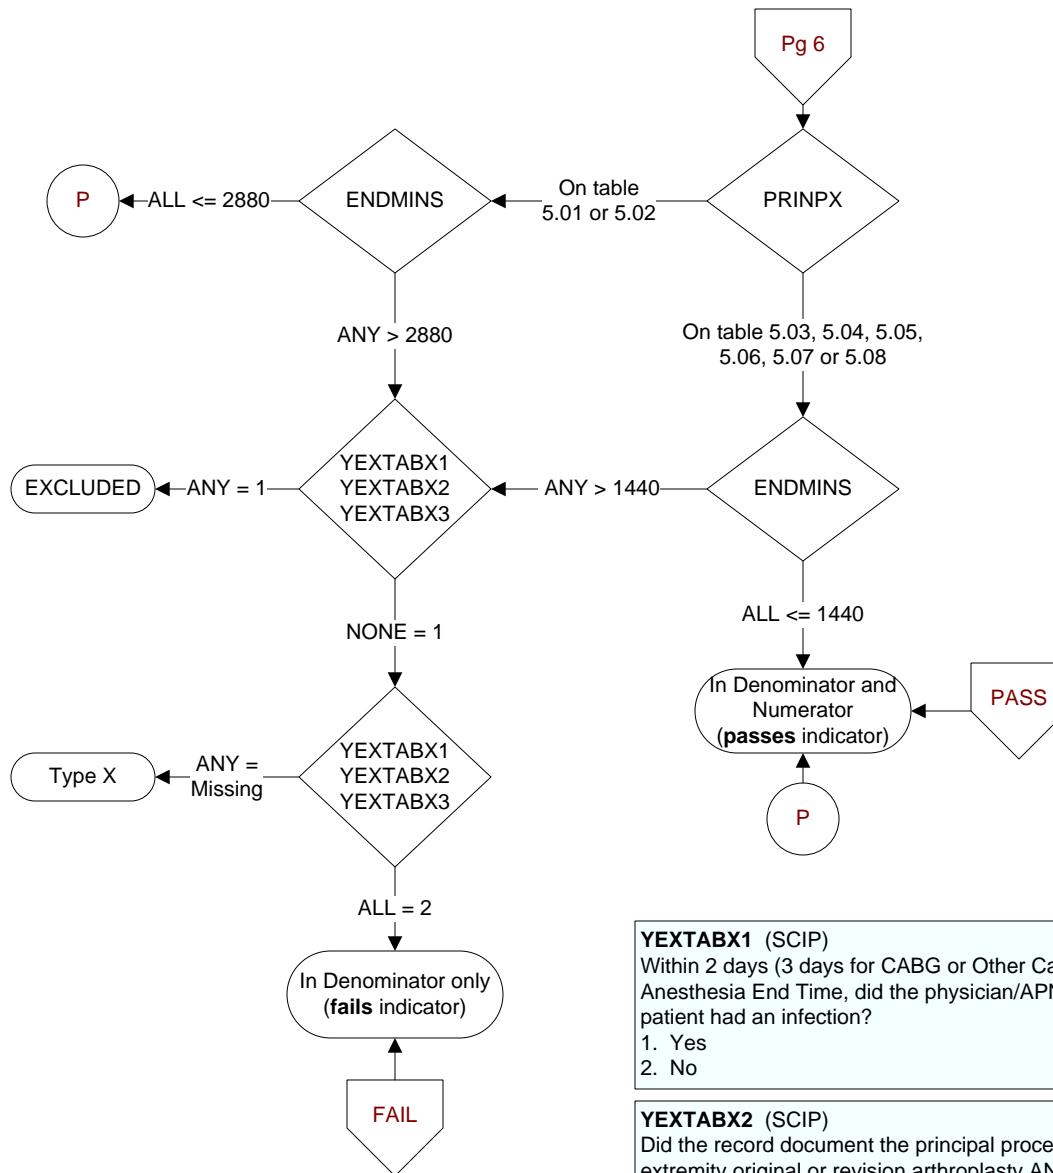 Pg 6
P
ALL <= 2880
ENDMINS
On table
5.01 or 5.02
PRINPX
ANY > 2880
On table 5.03, 5.04, 5.05,
5.06, 5.07 or 5.08
EXCLUDED
ANY = 1
YEXTABX1
YEXTABX2
YEXTABX3
ANY > 1440
ENDMINS
NONE = 1
ALL <= 1440
In Denominator and
Numerator
(passes indicator)
PASS
Type X
ANY =
Missing
YEXTABX1
YEXTABX2
YEXTABX3
P
ALL = 2
In Denominator only
(fails indicator)
FAIL
YEXTABX1 (SCIP)
Within 2 days (3 days for CABG or Other Ca
Anesthesia End Time, did the physician/APN
patient had an infection?
1. Yes
2. No
YEXTABX2 (SCIP)
Did the record document the principal proce
extremity original or revision arthroplasty AN